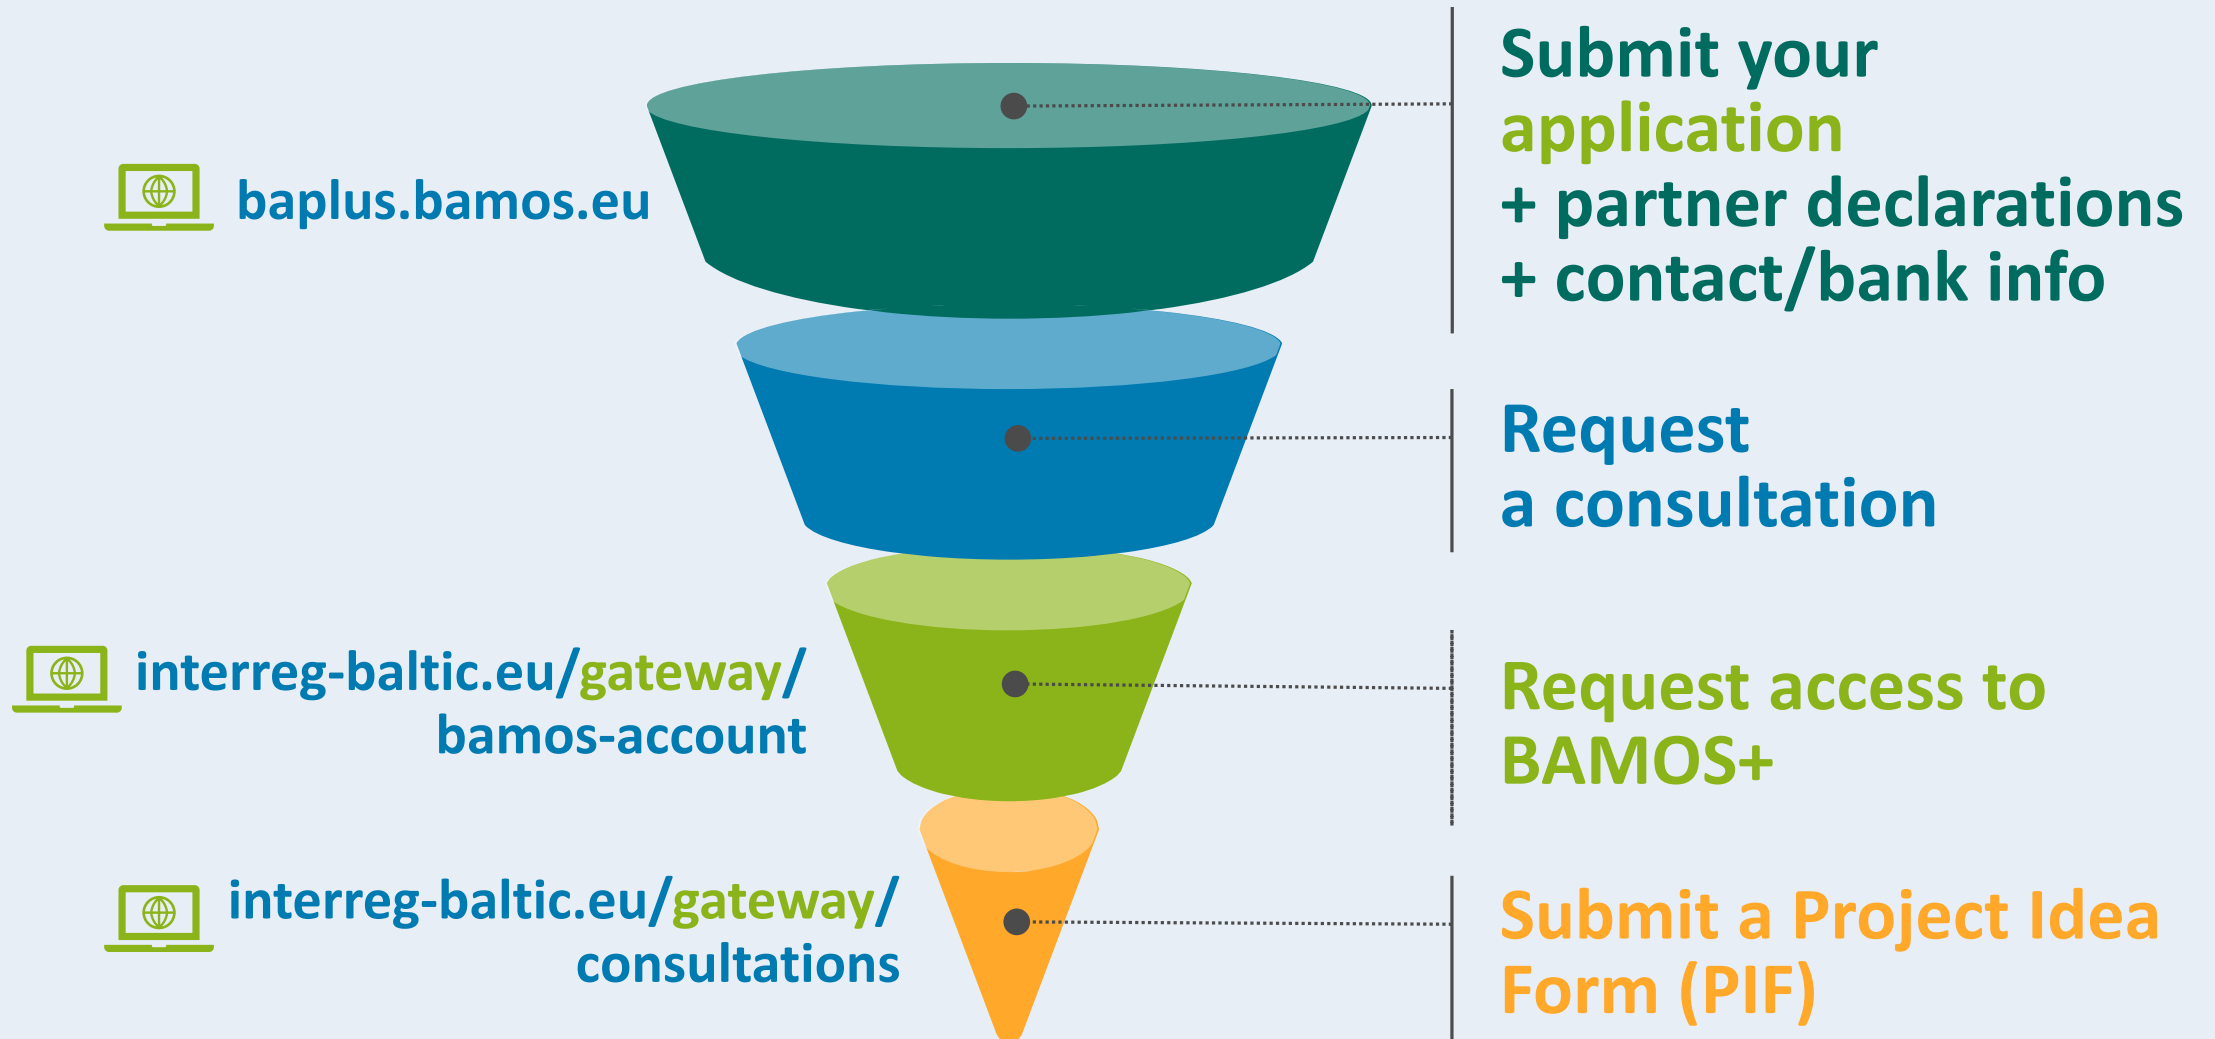 Submit your
application
+ partner declarations
+ contact/bank info
baplus.bamos.eu
Request
a consultation
interreg-baltic.eu/gateway/
bamos-account
Request access to
BAMOS+
interreg-baltic.eu/gateway/
consultations
Submit a Project Idea
Form (PIF)